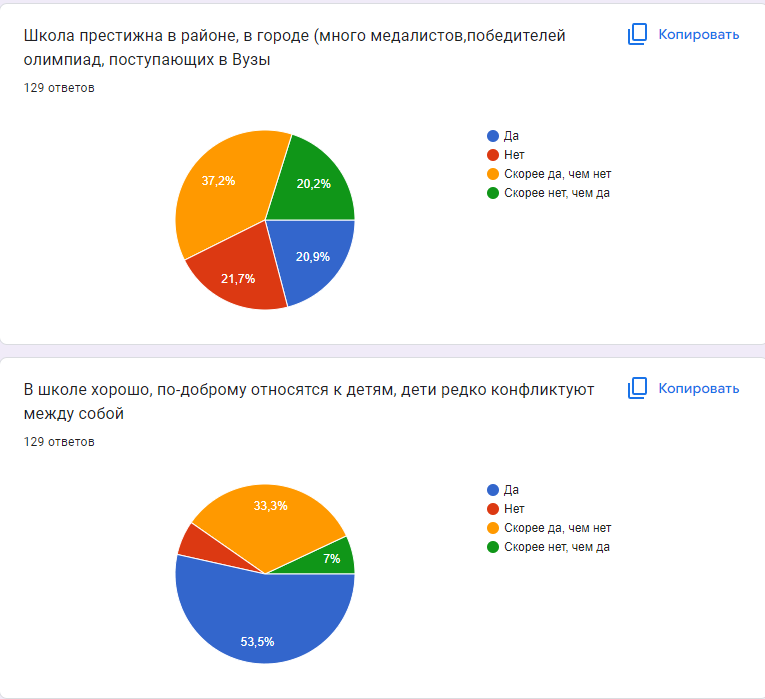 Школа престижна в районе, в городе (много медалистов,победителей
олимпиад, поступающих в Вузы
Копировать
129 ответов
37,2%
20,2%
21,7%
20,9%
Да
Нет
Скорее да, чем нет
Скорее нет, чем да
В школе хорошо, по-доброму относятся к детям, дети редко конфликтуют
между собой
Копировать
129 ответов
33,3%
7%
53,5%
Да
Нет
Скорее да, чем нет
Скорее нет, чем да